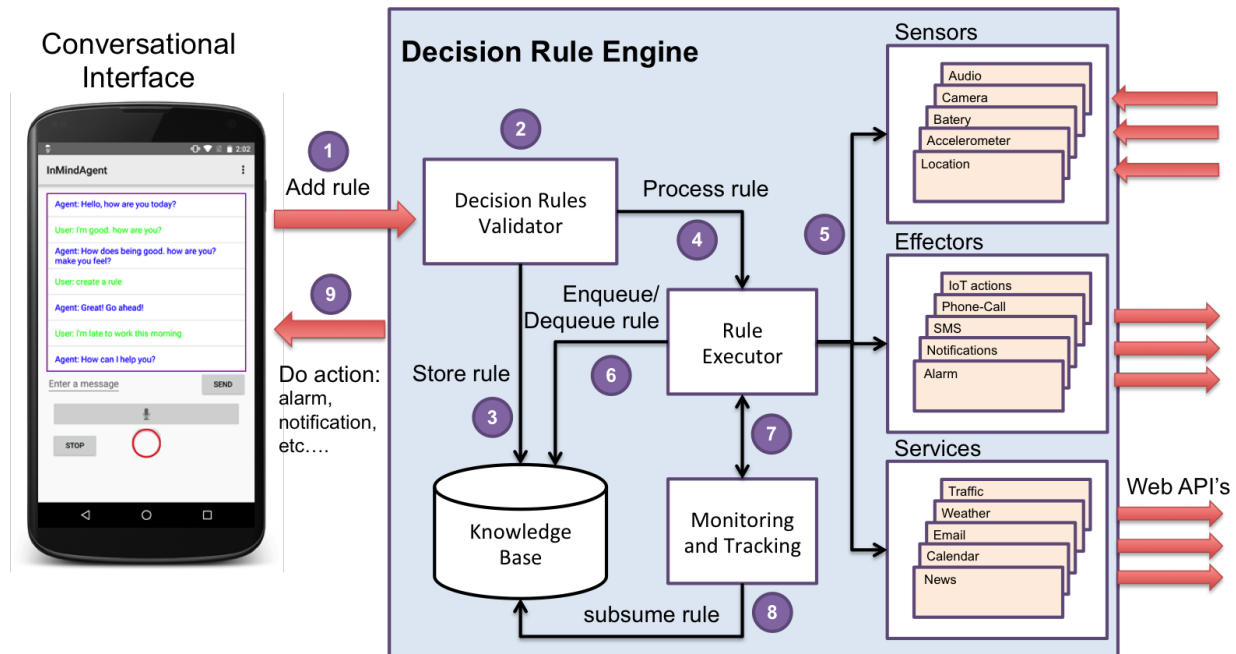 Conversational
Interface
2:02
InMindAgent
Agent: Hello, how are you today?
User: I'm good. how are you?
Agent: How does being good. how are you?
make you feel?
User: create a rule
Agent: Great! Go ahead!
User: I'm late to work this morning
Agent: How can I help you?
Enter a message
SEND
STOP
1
Add rule
9
Do action:
alarm,
notification,
etc….
Decision Rule Engine
2
Decision Rules
Validator
Process rule
4
Enqueue/
Dequeue rule
6
Store rule
3
Rule
Executor
5
7
Knowledge
Base
Monitoring
and Tracking
subsume rule
8
Sensors
Audio
Camera
Batery
Accelerometer
Location
Effectors
IoT actions
Phone-Call
SMS
Notifications
Alarm
Services
Traffic
Weather
Email
Calendar
News
Web API's